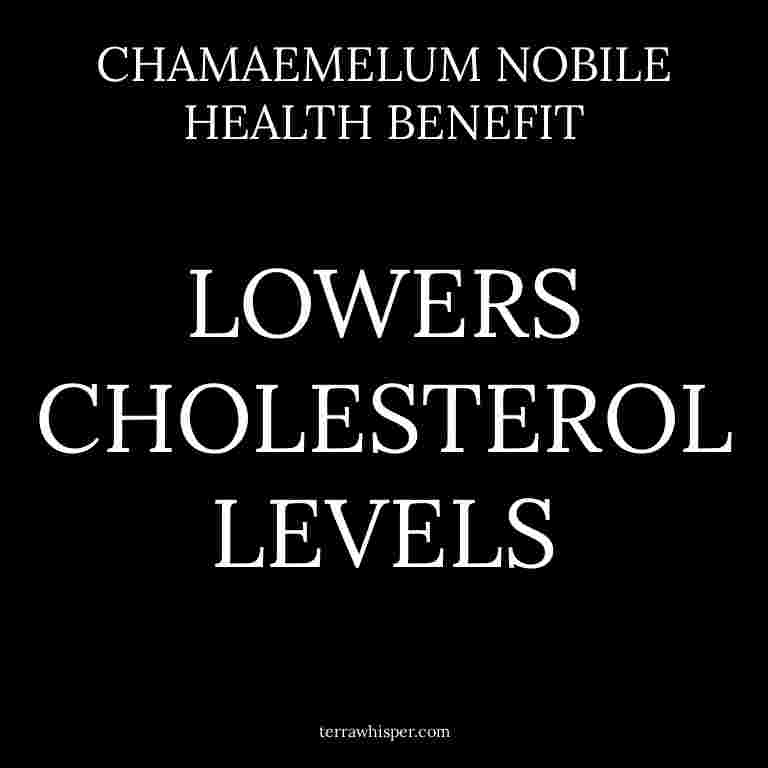 CHAMAEMELUM NOBILE
HEALTH BENEFIT
LOWERS
CHOLESTEROL
LEVELS
terrawhisper.com